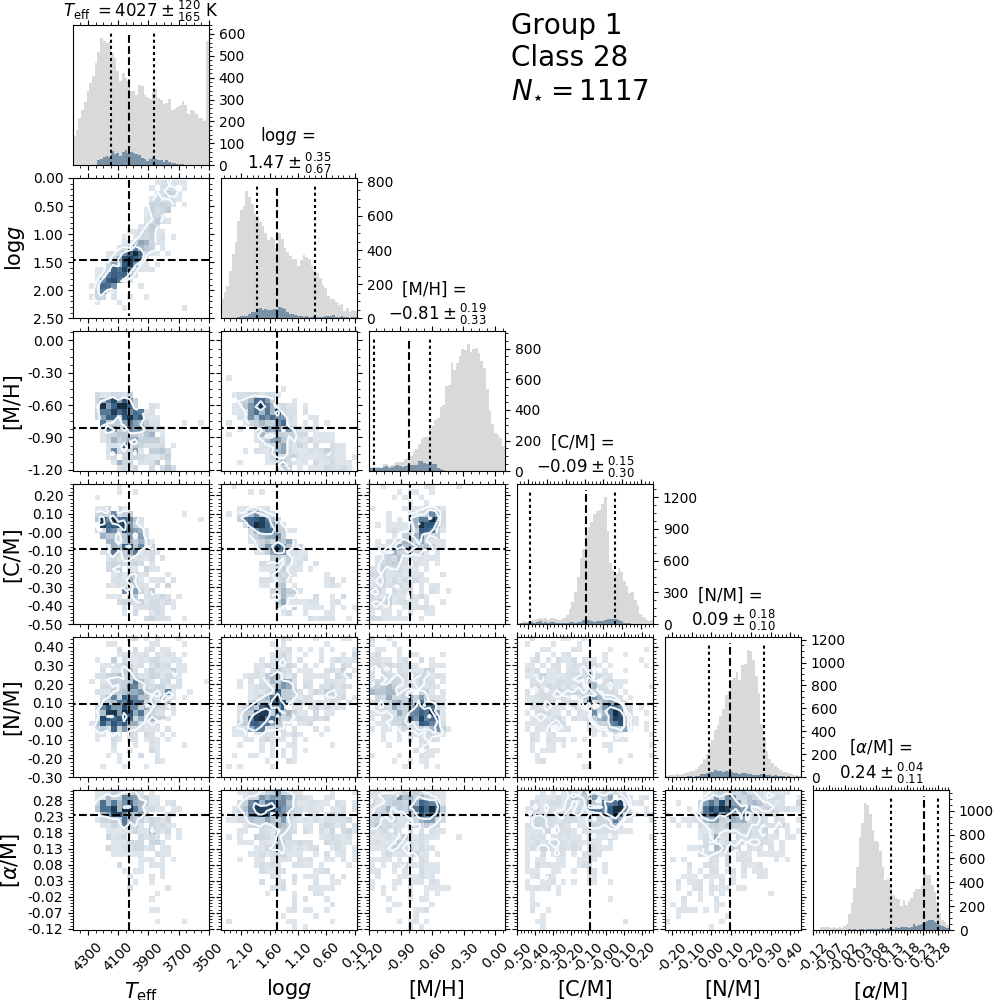 T_eff = 4027 ± 120 165 K
Group 1
Class 28
N⋆ = 1117
600
500
400
300
200
100
0
logg =
1.47 ± 0.35 0.67
0.00
0.50
1.00
1.50
2.00
2.50
logg
800
600
400
200
0
[M/H] =
−0.81 ± 0.19 0.33
0.00
-0.30
-0.60
-0.90
-1.20
[M/H]
800
600
400
200
0
[C/M] =
−0.09 ± 0.15 0.30
0.20
0.10
-0.00
-0.10
-0.20
-0.30
-0.40
-0.50
[C/M]
1200
900
600
300
0
[N/M] =
0.09 ± 0.18 0.10
0.40
0.30
0.20
0.10
0.00
-0.10
-0.20
-0.30
[N/M]
1200
1000
800
600
400
200
0
[α/M] =
0.24 ± 0.04 0.11
0.28
0.23
0.18
0.13
0.08
0.03
-0.02
-0.07
-0.12
[α/M]
1000
800
600
400
200
0
4300 4100 3900 3700 3500
2.10 1.60 1.10 0.60 0.10
-1.20 -0.90 -0.60 -0.30 0.00
-0.50 -0.40 -0.30 -0.20 -0.10 -0.00 0.10 0.20
-0.20 -0.10 0.00 0.10 0.20 0.30 0.40
-0.12 -0.07 -0.02 0.03 0.08 0.13 0.18 0.23 0.28
T_eff logg [M/H] [C/M] [N/M] [α/M]